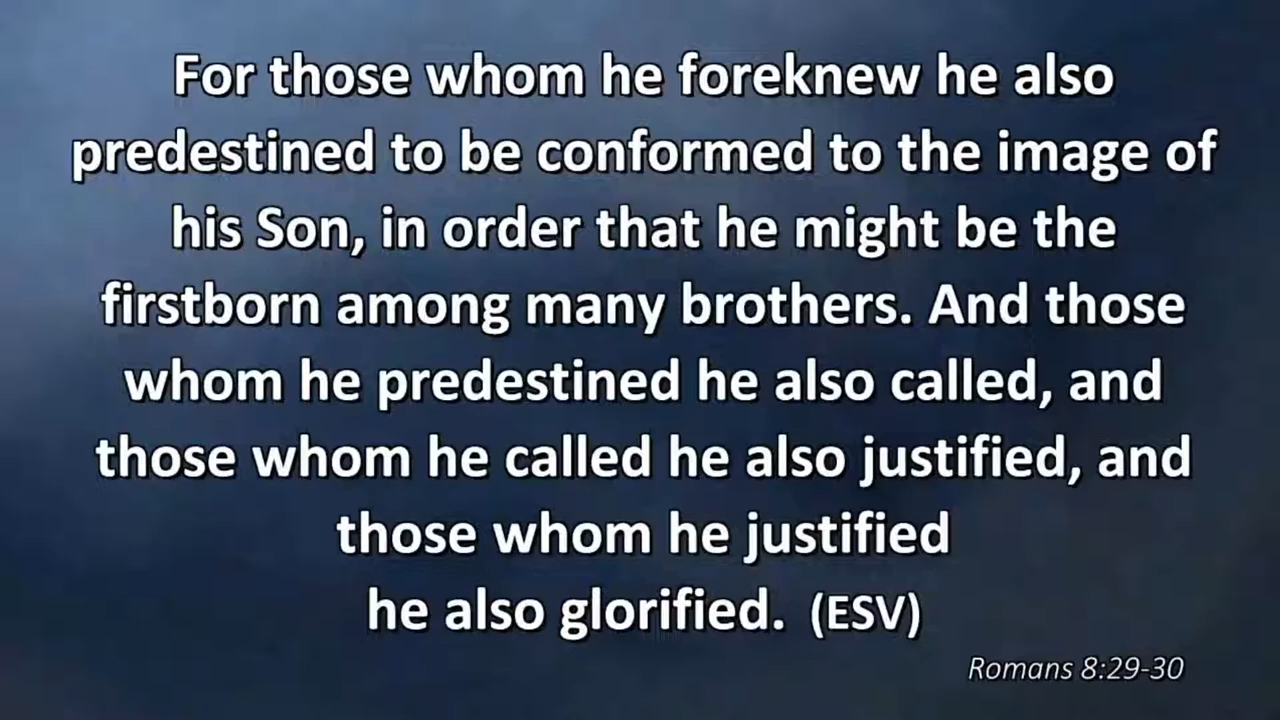 For those whom he foreknew he also
predestined to be conformed to the image of
his Son, in order that he might be the
firstborn among many brothers. And those
whom he predestined he also called, and
those whom he called he also justified, and
those whom he justified
he also glorified. (ESV)
Romans 8:29-30